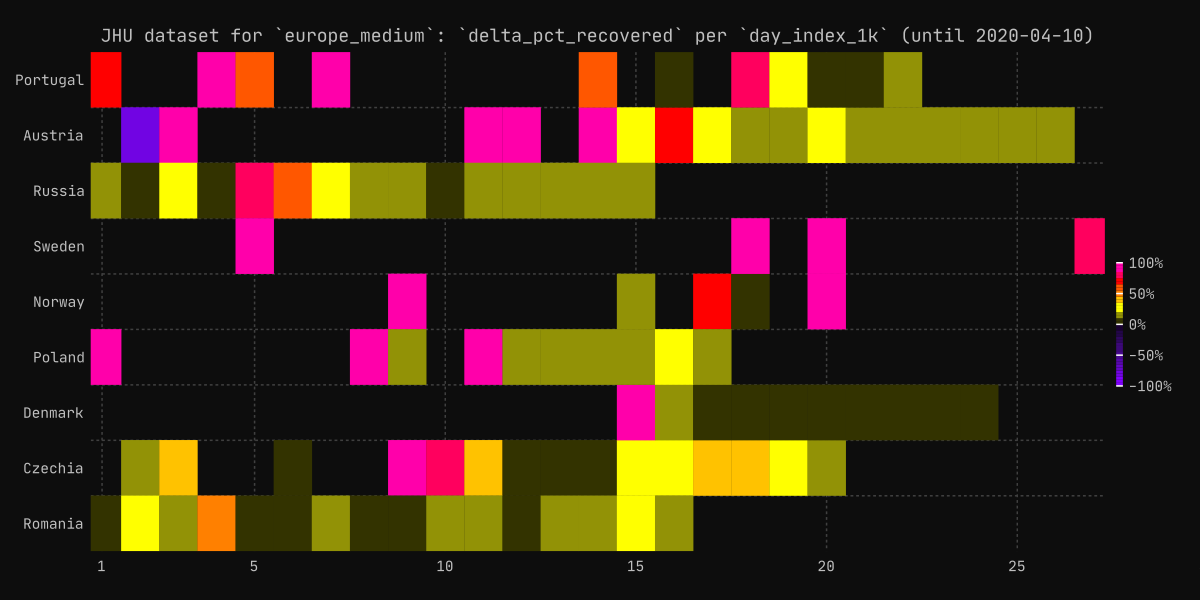 JHU dataset for `europe_medium`: `delta_pct_recovered` per `day_index_1k` (until 2020-04-10)
Portugal
Austria
Russia
Sweden
Norway
Poland
Denmark
Czechia
Romania
1 5 10 15 20 25
100%
50%
0%
-50%
-100%